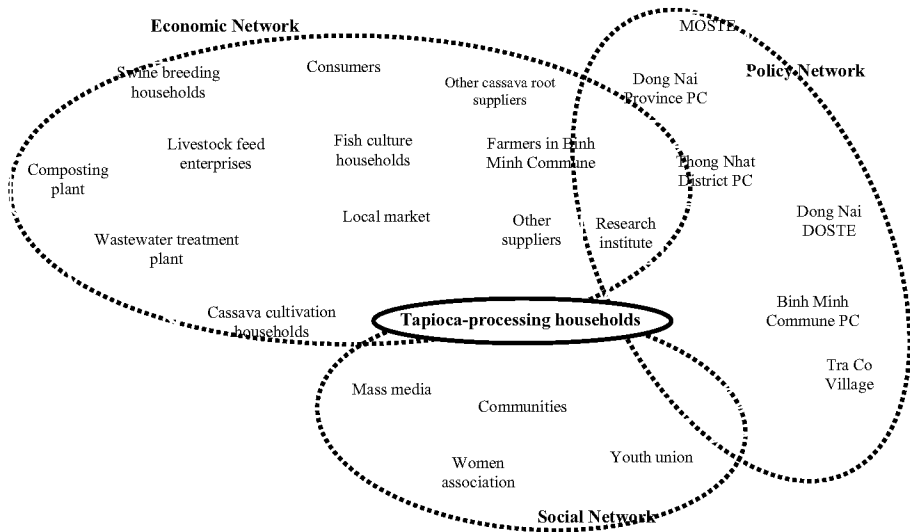 Economic Network
MOSTE
Policy Network
Swine breeding
households
Consumers
Other cassava root
suppliers
Dong Nai
Province PC
Livestock feed
enterprises
Fish culture
households
Farmers in Binh
Minh Commune
Composting
plant
Thong Nhat
District PC
Local market
Other
suppliers
Research
institute
Dong Nai
DOSTE
Wastewater treatment
plant
Cassava cultivation
households
Tapioca-processing households
Binh Minh
Commune PC
Tra Co
Village
Mass media
Communities
Women
association
Youth union
Social Network